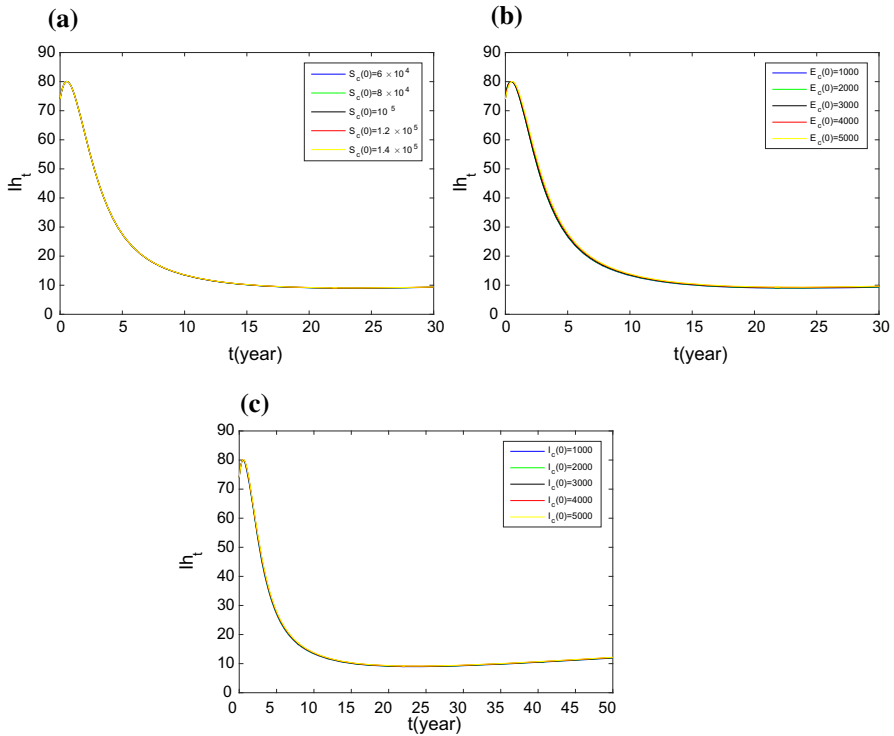 (a)
90
80
70
60
50
40
30
20
10
0
Ih_t
0 5 10 15 20 25 30
t(year)
S_c(0)=6 × 10^4
S_c(0)=8 × 10^4
S_c(0)=10^5
S_c(0)=1.2 × 10^5
S_c(0)=1.4 × 10^5
(b)
90
80
70
60
50
40
30
20
10
0
Ih_t
0 5 10 15 20 25 30
t(year)
E_c(0)=1000
E_c(0)=2000
E_c(0)=3000
E_c(0)=4000
E_c(0)=5000
(c)
90
80
70
60
50
40
30
20
10
0
Ih_t
0 5 10 15 20 25 30 35 40 45 50
t(year)
I_c(0)=1000
I_c(0)=2000
I_c(0)=3000
I_c(0)=4000
I_c(0)=5000